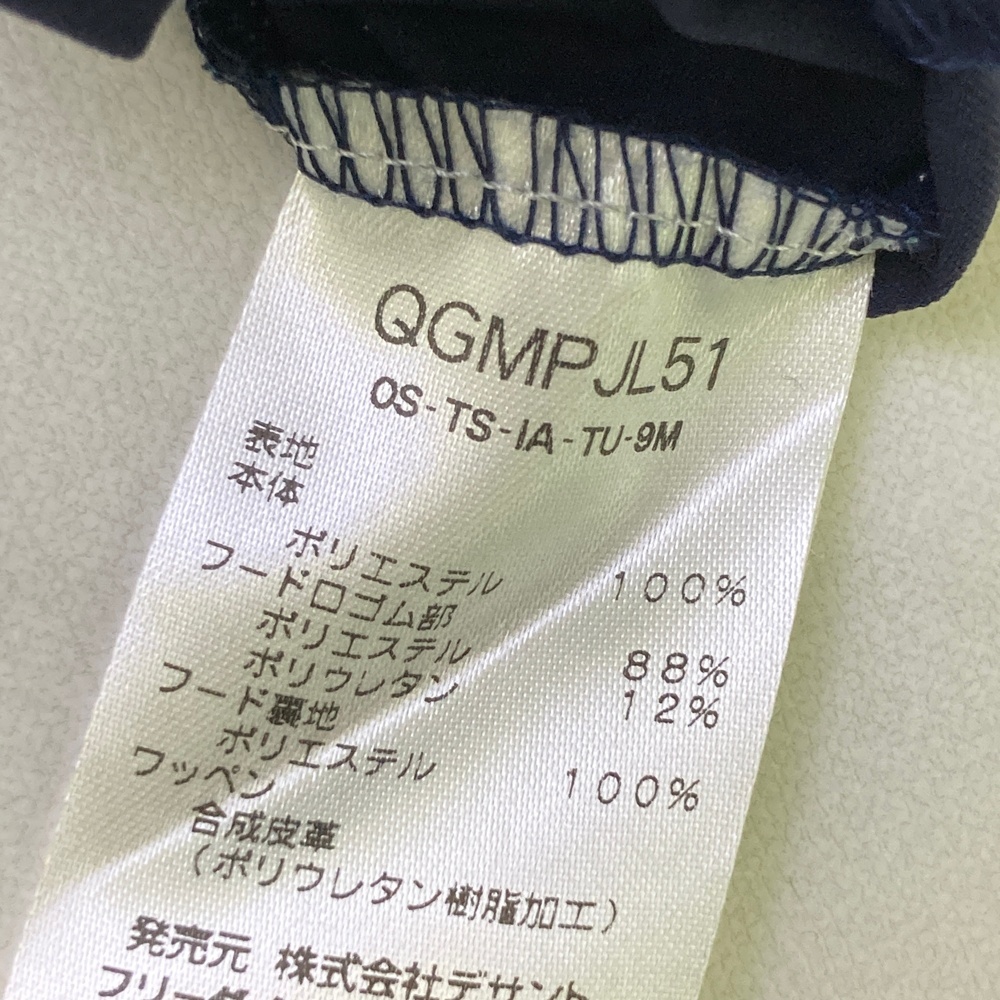 QGMPJL51
OS-TS-IA-TU-9M
表地
本体
ポリエステル 100%
フード口ゴム部
ポリエステル 88%
ポリウレタン 12%
フード裏地
ポリエステル 100%
ワッペン
合成皮革
(ポリウレタン樹脂加工)
発売元 株式会社デサント